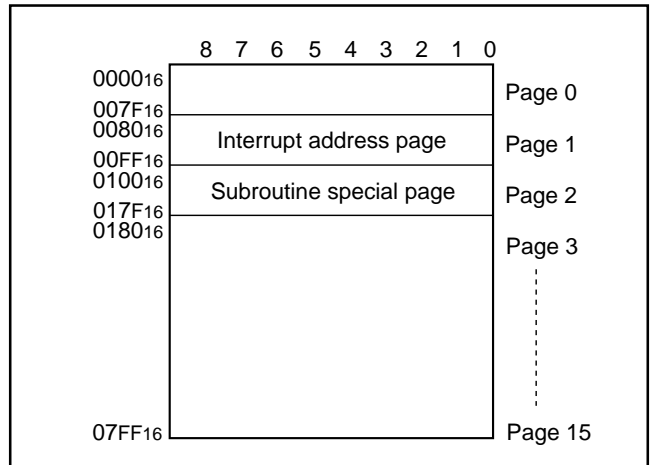 8 7 6 5 4 3 2 1 0
000016
Page 0
007F16
008016
Interrupt address page
Page 1
00FF16
010016
Subroutine special page
Page 2
017F16
018016
Page 3
07FF16
Page 15